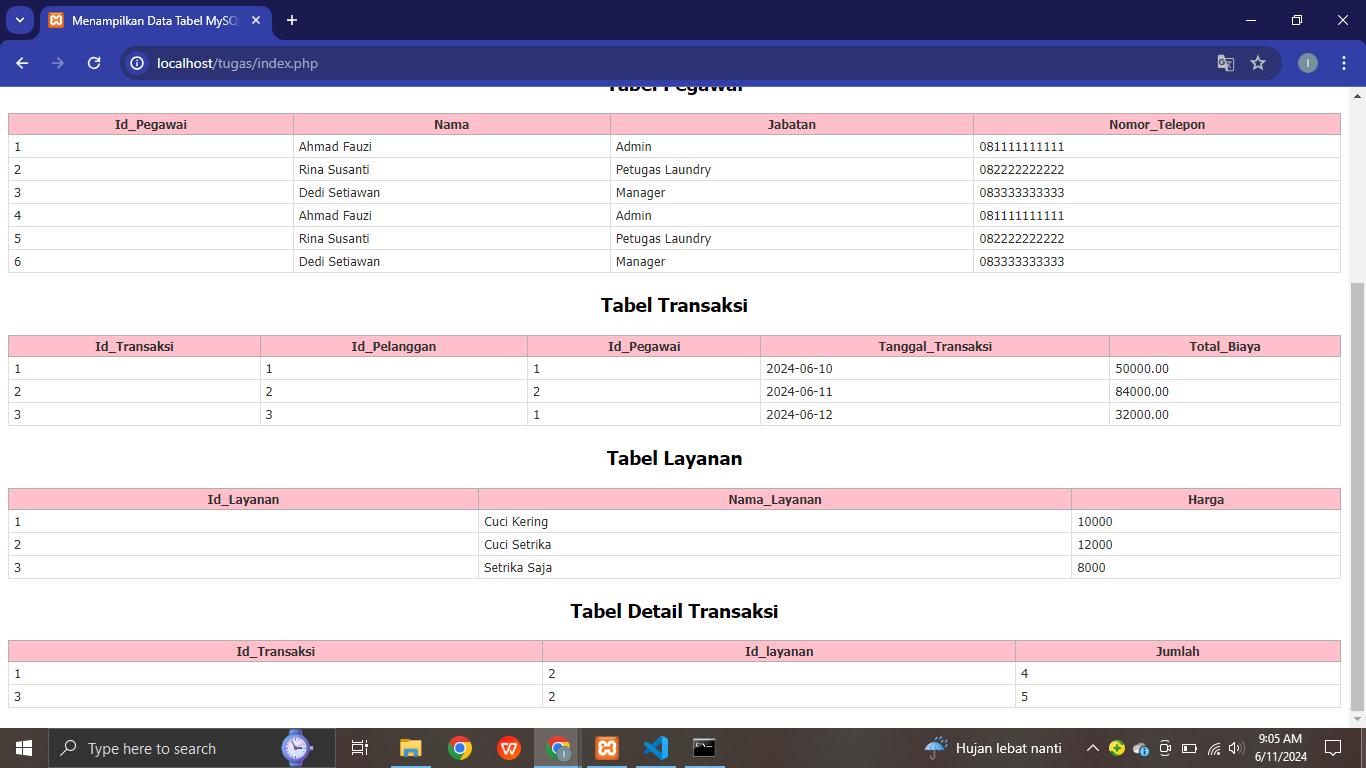 Menampilkan Data Tabel MySQ
localhost/tugas/index.php
I
Tabel Pegawai
Id_Pegawai Nama Jabatan Nomor_Telepon
1 Ahmad Fauzi Admin 081111111111
2 Rina Susanti Petugas Laundry 082222222222
3 Dedi Setiawan Manager 083333333333
4 Ahmad Fauzi Admin 081111111111
5 Rina Susanti Petugas Laundry 082222222222
6 Dedi Setiawan Manager 083333333333
Tabel Transaksi
Id_Transaksi Id_Pelanggan Id_Pegawai Tanggal_Transaksi Total_Biaya
1 1 1 2024-06-10 50000.00
2 2 2 2024-06-11 84000.00
3 3 1 2024-06-12 32000.00
Tabel Layanan
Id_Layanan Nama_Layanan Harga
1 Cuci Kering 10000
2 Cuci Setrika 12000
3 Setrika Saja 8000
Tabel Detail Transaksi
Id_Transaksi Id_layanan Jumlah
1 2 4
3 2 5
Type here to search
Hujan lebat nanti
9:05 AM
6/11/2024